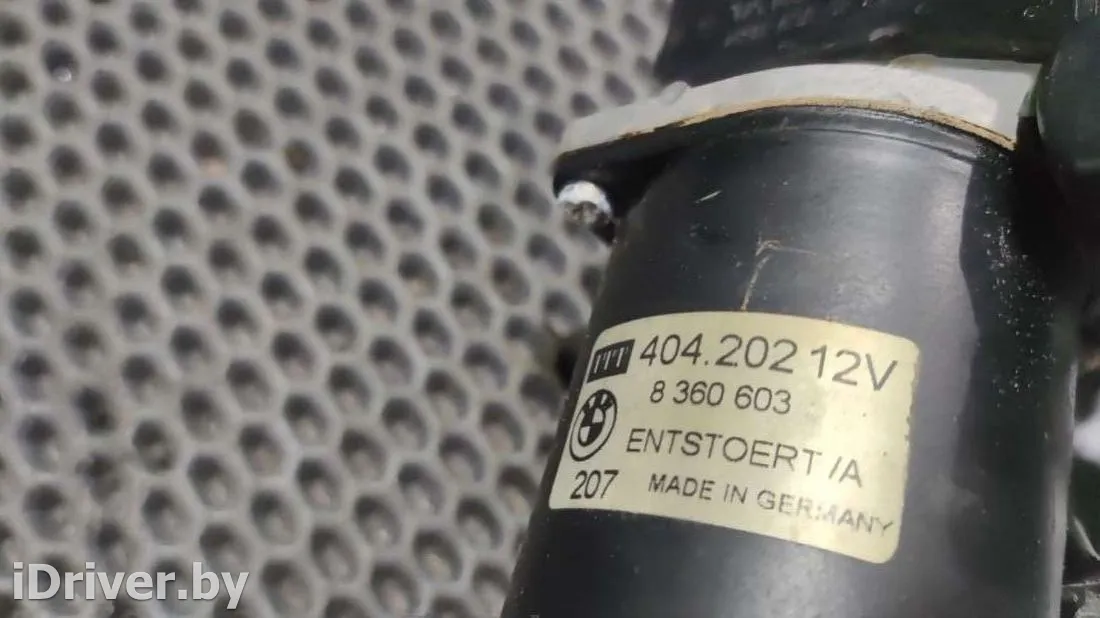 ITT 404.202 12V
8 360 603
ENTSTOERT /A
207 MADE IN GERMANY
iDriver.by